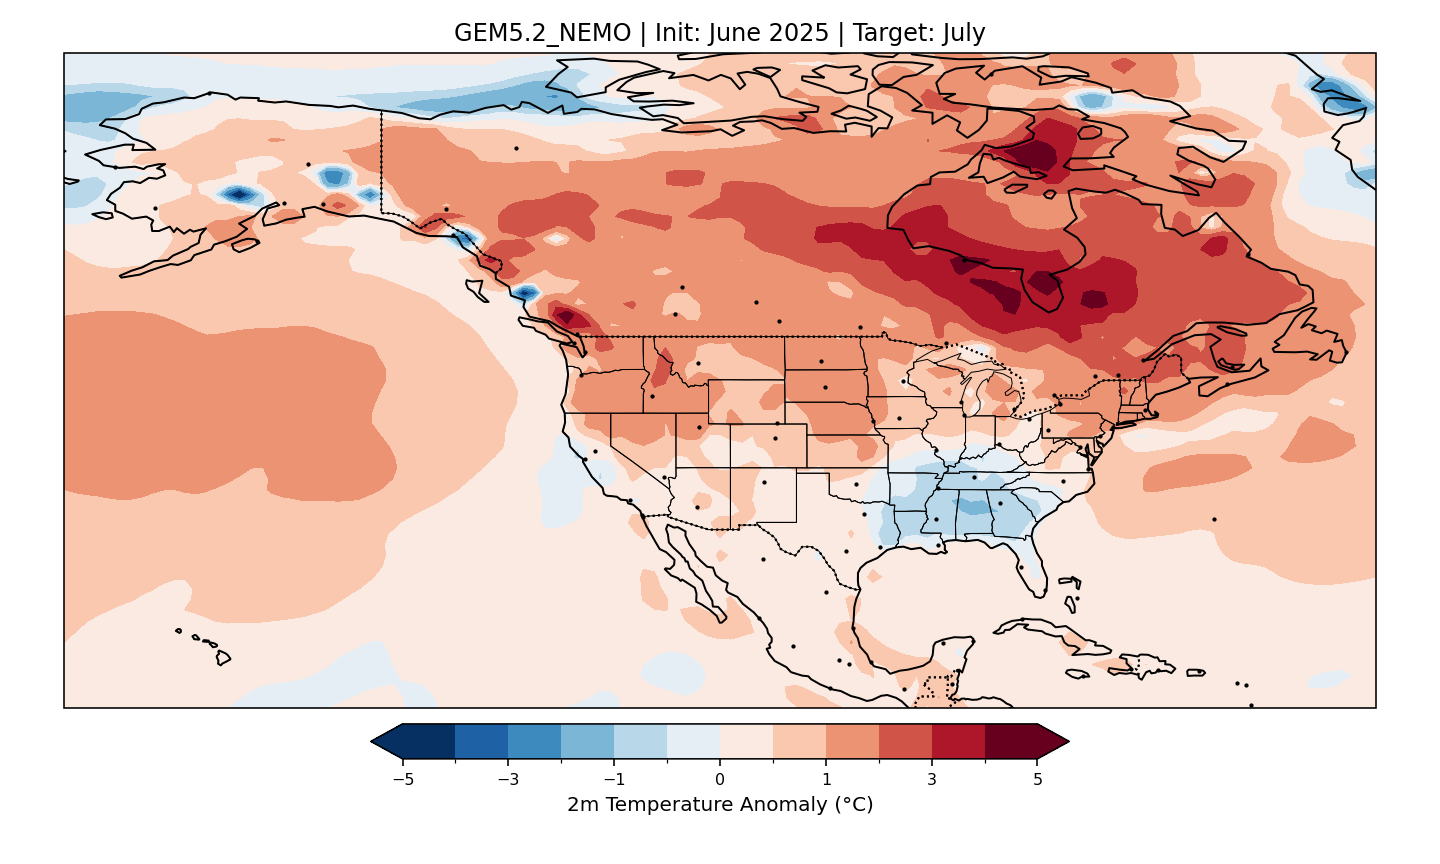 GEM5.2_NEMO | Init: June 2025 | Target: July
−5 −3 −1 0 1 3 5
2m Temperature Anomaly (°C)